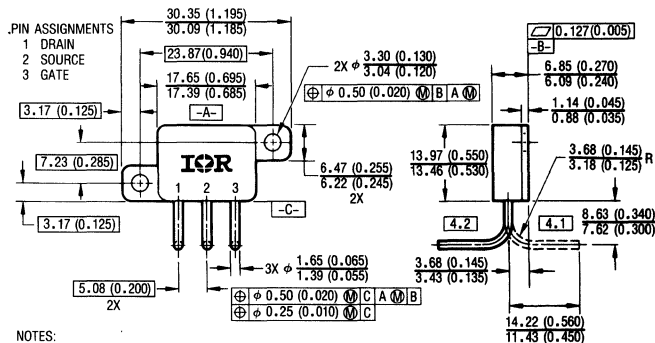 .PIN ASSIGNMENTS
1 DRAIN
2 SOURCE
3 GATE
30.35 (1.195)
30.09 (1.185)
23.87 (0.940)
17.65 (0.695)
17.39 (0.685)
3.17 (0.125)
-A-
2X ϕ 3.30 (0.130)
3.04 (0.120)
⌖ ϕ 0.50 (0.020) Ⓜ B A Ⓜ
⏥ 0.127(0.005)
-B-
6.85 (0.270)
6.09 (0.240)
1.14 (0.045)
0.88 (0.035)
IOR
7.23 (0.285)
6.47 (0.255)
6.22 (0.245)
2X
13.97 (0.550)
13.46 (0.530)
3.68 (0.145)
3.18 (0.125) R
1 2 3
-C-
3.17 (0.125)
4.2
4.1
8.63 (0.340)
7.62 (0.300)
3X ϕ 1.65 (0.065)
1.39 (0.055)
3.68 (0.145)
3.43 (0.135)
5.08 (0.200)
2X
⌖ ϕ 0.50 (0.020) Ⓜ C A Ⓜ B
⌖ ϕ 0.25 (0.010) Ⓜ C
14.22 (0.560)
11.43 (0.450)
NOTES: